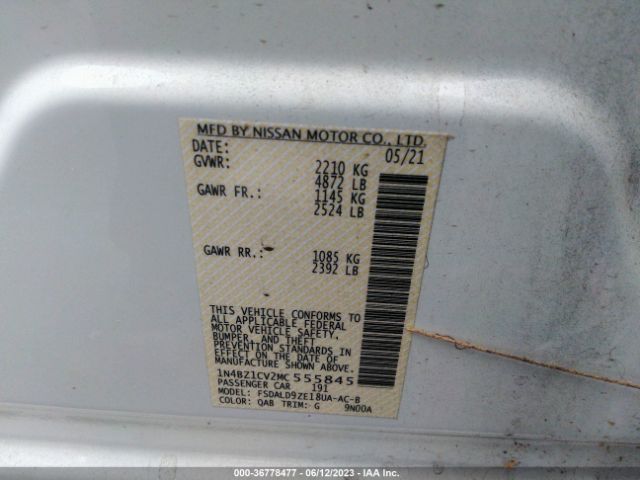 MFD BY NISSAN MOTOR CO., LTD.
DATE: 05/21
GVWR: 2210 KG
4872 LB
GAWR FR.: 1145 KG
2524 LB
GAWR RR.: 1085 KG
2392 LB
THIS VEHICLE CONFORMS TO
ALL APPLICABLE FEDERAL
MOTOR VEHICLE SAFETY,
BUMPER, AND THEFT
PREVENTION STANDARDS IN
EFFECT ON THE DATE OF
MANUFACTURE SHOWN ABOVE.
1N4BZ1CV2MC 555845
PASSENGER CAR 191
MODEL: FSDALD9ZE18UA-AC-B
COLOR: QAB TRIM: G 9N00A
000-36778477 - 06/12/2023 - IAA Inc.